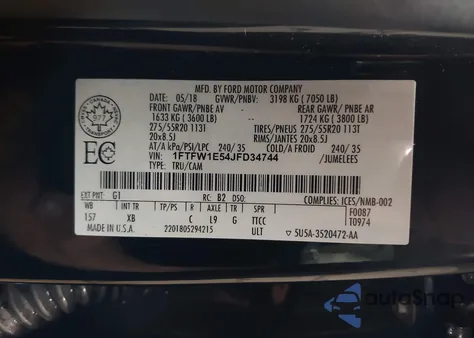 MFD. BY FORD MOTOR COMPANY
DATE: 05/18 GVWR/PNBV: 3198 KG ( 7050 LB)
FRONT GAWR/PNBE AV REAR GAWR/ PNBE AR
1633 KG ( 3600 LB) 1724 KG ( 3800 LB)
275/55R20 113T TIRES/PNEUS 275/55R20 113T
20x8.5J RIMS/JANTES 20x8.5J
AT/A kPa/PSI/LPC 240/ 35 COLD/A FROID 240/ 35
VIN: 1FTFW1E54JFD34744 /JUMELEES
TYPE: TRU/CAM
CANADA
977
TRANSPORT
EC
EXT PNT: G1 RC: B2 DSO: COMPLIES: ICES/NMB-002
WB INT TR TP/PS R AXLE TR SPR F0087
157 XB C L9 G TTCC T0974
MADE IN U.S.A. 2201805294215 ULT 5U5A-3520472-AA
autoSnap